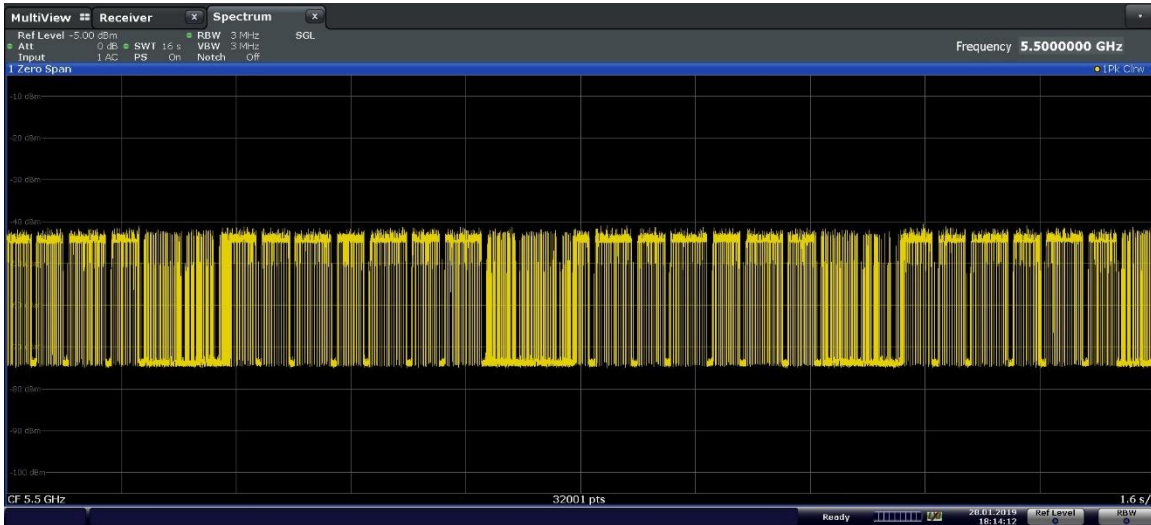 MultiView Receiver X Spectrum X
Ref Level -5.00 dBm RBW 3 MHz SGL
Att 0 dB SWT 16 s VBW 3 MHz
Input 1 AC PS On Notch Off
Frequency 5.5000000 GHz
1 Zero Span 1Pk Clrw
-10 dBm
-20 dBm
-30 dBm
-40 dBm
-80 dBm
-90 dBm
-100 dBm
CF 5.5 GHz 32001 pts 1.6 s/
Ready 28.01.2019 Ref Level RBW
18:14:12